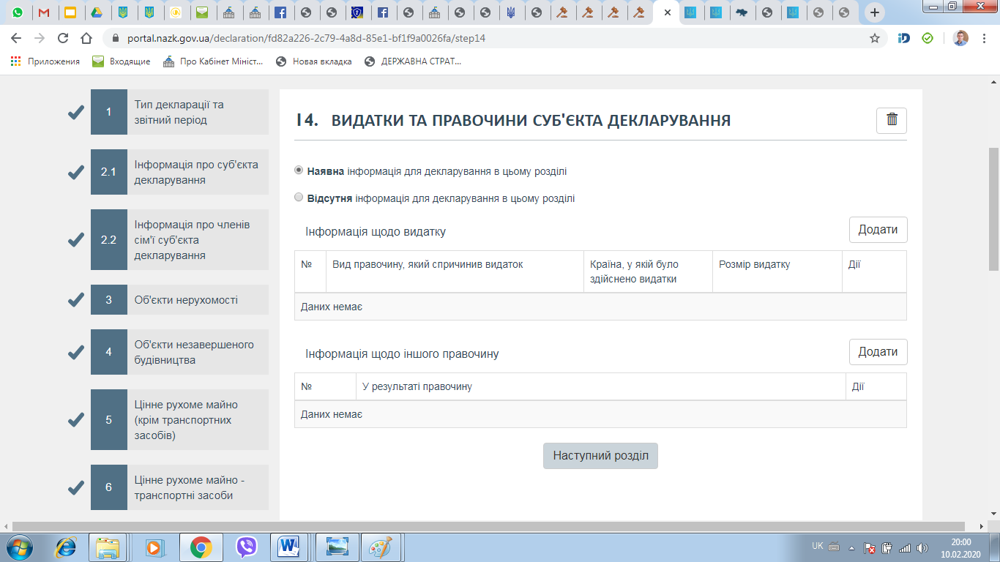 portal.nazk.gov.ua/declaration/fd82a226-2c79-4a8d-85e1-bf1f9a0026fa/step14
Приложения
Входящие
Про Кабінет Мініст...
Новая вкладка
ДЕРЖАВНА СТРАТ...
1
Тип декларації та
звітний період
2.1
Інформація про суб'єкта
декларування
2.2
Інформація про членів
сім'ї суб'єкта
декларування
3
Об'єкти нерухомості
4
Об'єкти незавершеного
будівництва
5
Цінне рухоме майно
(крім транспортних
засобів)
6
Цінне рухоме майно -
транспортні засоби
14. ВИДАТКИ ТА ПРАВОЧИНИ СУБ'ЄКТА ДЕКЛАРУВАННЯ
Наявна інформація для декларування в цьому розділі
Відсутня інформація для декларування в цьому розділі
Інформація щодо видатку
Додати
№
Вид правочину, який спричинив видаток
Країна, у якій було
здійснено видатки
Розмір видатку
Дії
Даних немає
Інформація щодо іншого правочину
Додати
№
У результаті правочину
Дії
Даних немає
Наступний розділ
UK
20:00
10.02.2020